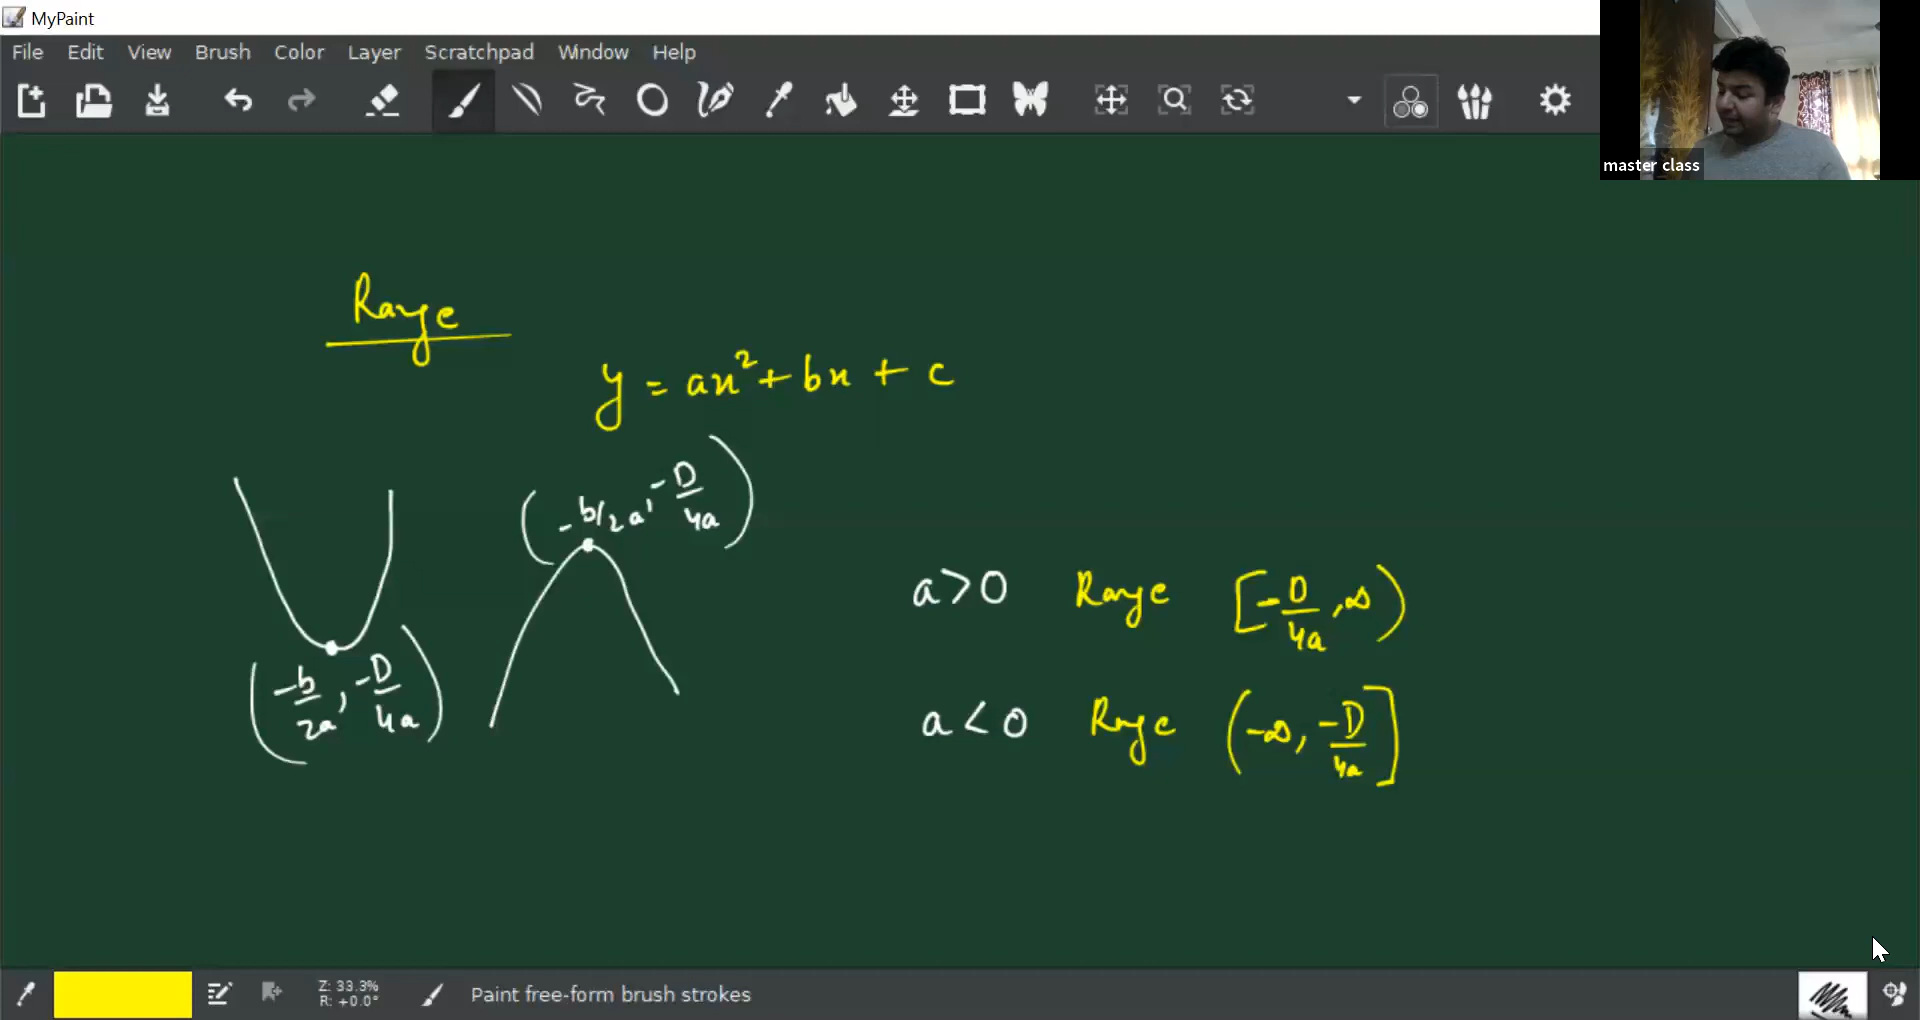 MyPaint
File Edit View Brush Color Layer Scratchpad Window Help
master class
Range
y = ax² + bx + c
(-b/2a, -D/4a)
(-b/2a, -D/4a)
a>0 Range [-D/4a, ∞)
a<0 Range (-∞, -D/4a]
Z: 33.3%
R: +0.0°
Paint free-form brush strokes